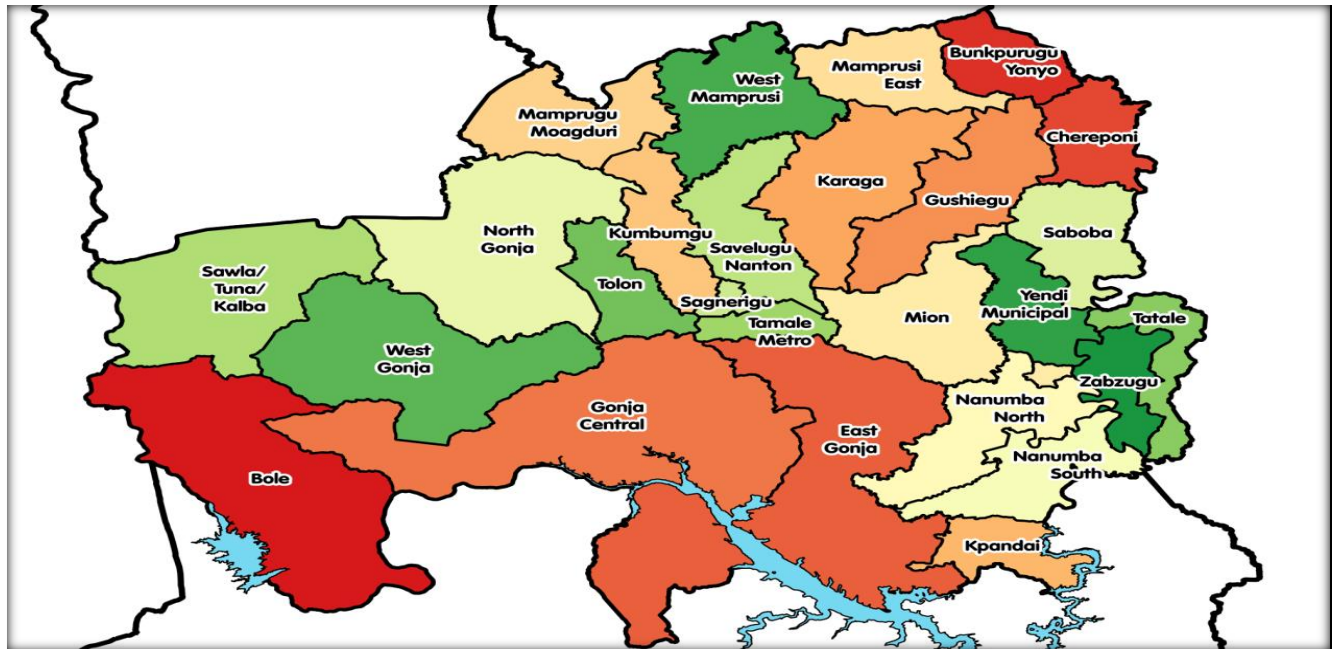 Bunkpurugu
Yonyo
Mamprusi
East
West
Mamprusi
Mamprugu
Moagduri
Chereponi
Karaga
Gushiegu
North
Gonja
Kumbumgu
Savelugu
Nanton
Saboba
Sawla/
Tuna/
Kalba
Tolon
Sagnerigu
Yendi
Municipal
Mion
Tatale
Tamale
Metro
West
Gonja
Zabzugu
Nanumba
North
Gonja
Central
East
Gonja
Nanumba
South
Bole
Kpandai